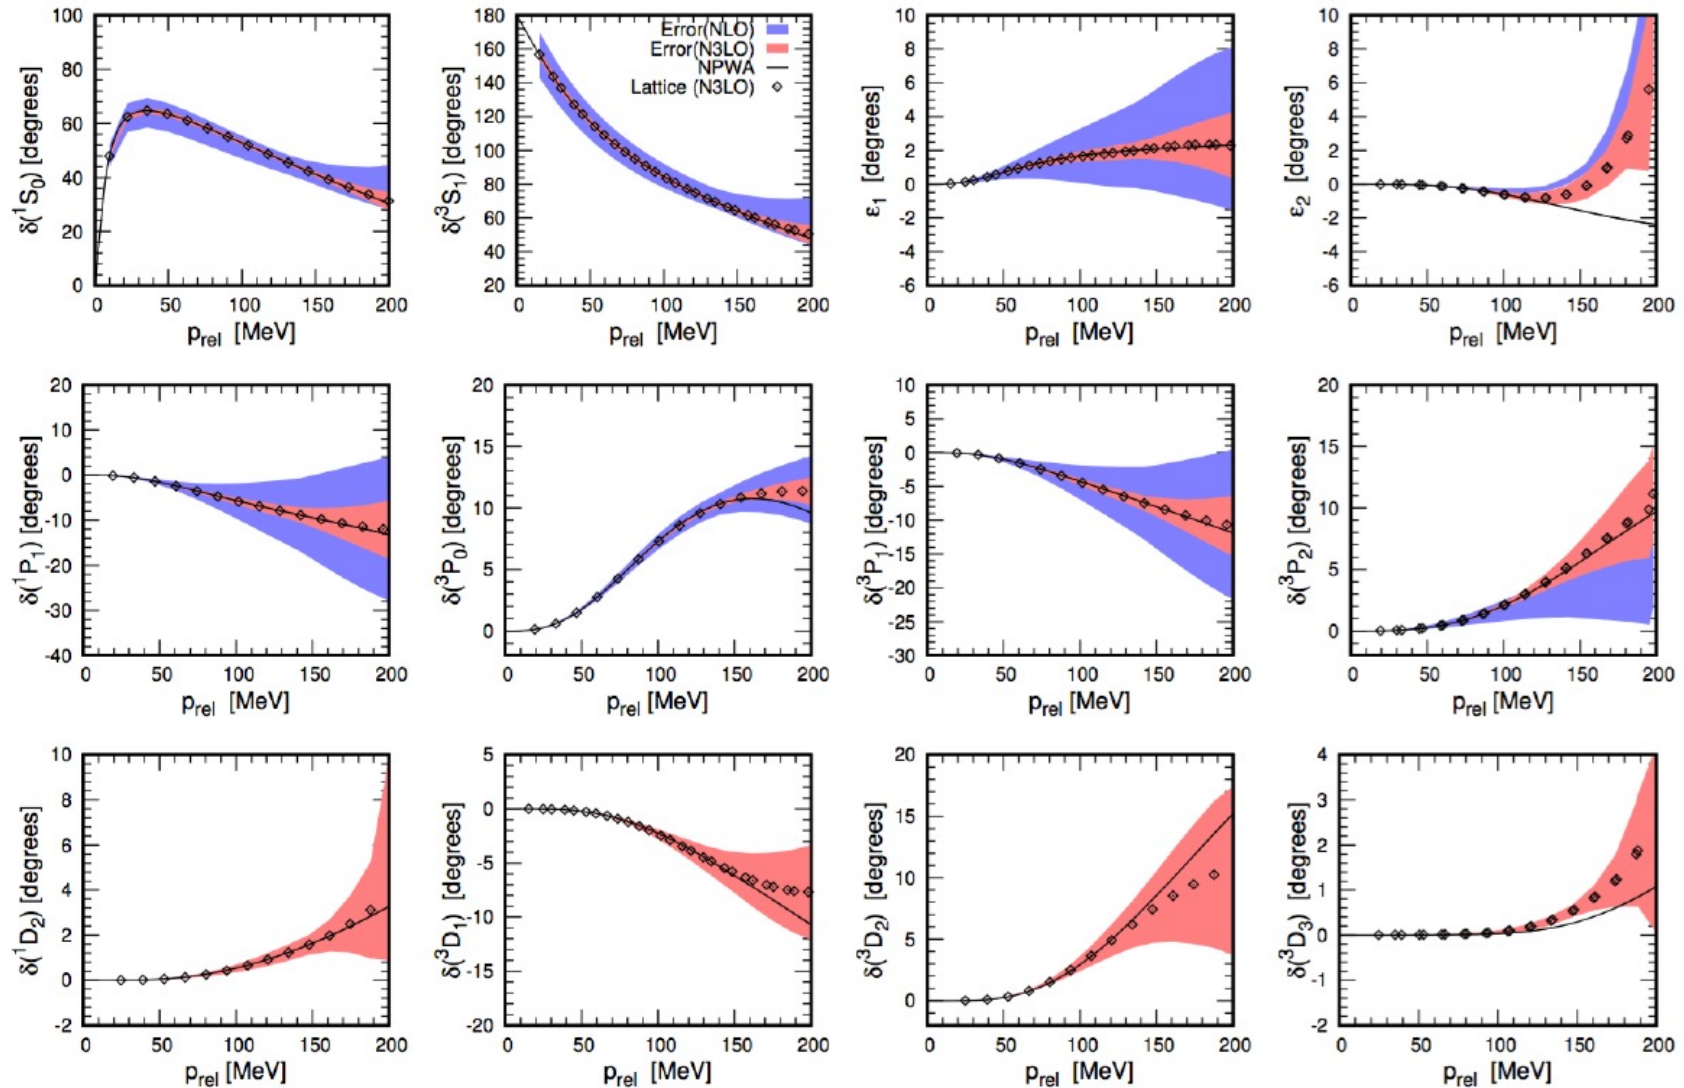 100
80
60
40
20
0
δ(¹S₀) [degrees]
0 50 100 150 200
p_rel [MeV]
180
160
140
120
100
80
60
40
20
δ(³S₁) [degrees]
Error(NLO)
Error(N3LO)
NPWA
Lattice (N3LO)
0 50 100 150 200
p_rel [MeV]
10
8
6
4
2
0
-2
-4
-6
ε₁ [degrees]
0 50 100 150 200
p_rel [MeV]
10
8
6
4
2
0
-2
-4
-6
ε₂ [degrees]
0 50 100 150 200
p_rel [MeV]
20
10
0
-10
-20
-30
-40
δ(¹P₁) [degrees]
0 50 100 150 200
p_rel [MeV]
20
15
10
5
0
δ(³P₀) [degrees]
0 50 100 150 200
p_rel [MeV]
10
5
0
-5
-10
-15
-20
-25
-30
δ(³P₁) [degrees]
0 50 100 150 200
p_rel [MeV]
20
15
10
5
0
δ(³P₂) [degrees]
0 50 100 150 200
p_rel [MeV]
10
8
6
4
2
0
-2
δ(¹D₂) [degrees]
0 50 100 150 200
p_rel [MeV]
5
0
-5
-10
-15
-20
δ(³D₁) [degrees]
0 50 100 150 200
p_rel [MeV]
20
15
10
5
0
δ(³D₂) [degrees]
0 50 100 150 200
p_rel [MeV]
4
3
2
1
0
-1
-2
δ(³D₃) [degrees]
0 50 100 150 200
p_rel [MeV]